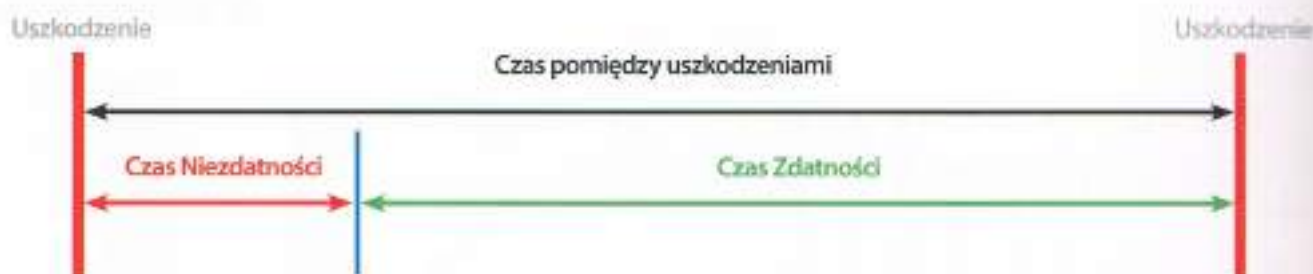 Uszkodzenie
Uszkodzenie
Czas pomiędzy uszkodzeniami
Czas Niezdatności
Czas Zdatności